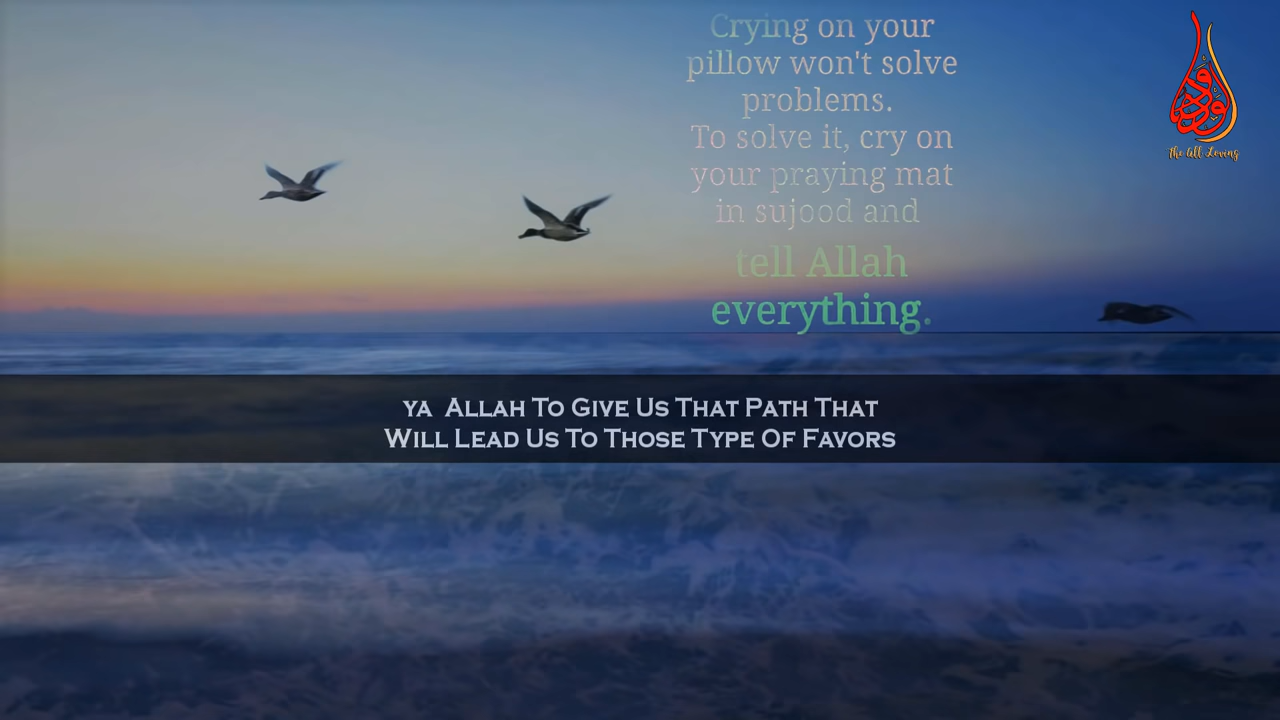 Crying on your
pillow won't solve
problems.
To solve it, cry on
your praying mat
in sujood and
tell Allah
everything.
الودود
The All Loving
YA ALLAH TO GIVE US THAT PATH THAT
WILL LEAD US TO THOSE TYPE OF FAVORS